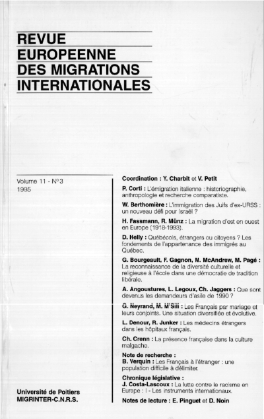 REVUE
EUROPEENNE
DES MIGRATIONS
INTERNATIONALES
Volume 11 - N°3
1995
Coordination : Y. Charbit et V. Petit
P. Corti : L'émigration italienne : historiographie,
anthropologie et recherche comparatiste.
W. Berthomière : L'immigration des Juifs d'ex-URSS :
un nouveau défi pour Israël ?
H. Fassmann, R. Münz : La migration d'est en ouest
en Europe (1918-1993).
D. Helly : Québécois, étrangers ou citoyens ? Les
fondements de l'appartenance des immigrés au
Québec.
G. Bourgeault, F. Gagnon, M. McAndrew, M. Pagé :
La reconnaissance de la diversité culturelle et
religieuse à l'école dans une démocratie de tradition
libérale.
A. Angoustures, L. Legoux, Ch. Jaggers : Que sont
devenus les demandeurs d'asile de 1990 ?
G. Neyrand, M. M'Sili : Les Français par mariage et
leurs conjoints. Une situation diversifiée et évolutive.
L. Denour, R. Junker : Les médecins étrangers
dans les hôpitaux français.
Ch. Crenn : La présence française dans la culture
malgache.
Note de recherche :
B. Verquin : Les Français à l'étranger : une
population difficile à délimiter.
Chronique législative :
J. Costa-Lascoux : La lutte contre le racisme en
Europe : I - Les instruments internationaux.
Notes de lecture : E. Pinguet et D. Noin
Université de Poitiers
MIGRINTER-C.N.R.S.